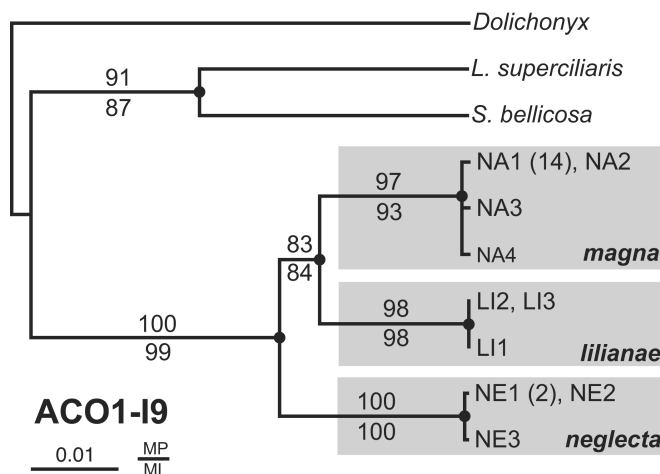 Dolichonyx
91
L. superciliaris
87
S. bellicosa
97
NA1 (14), NA2
93
NA3
83
NA4
magna
84
98
LI2, LI3
98
LI1
lilianae
100
99
100
NE1 (2), NE2
100
NE3
neglecta
ACO1-I9
0.01
MP
ML